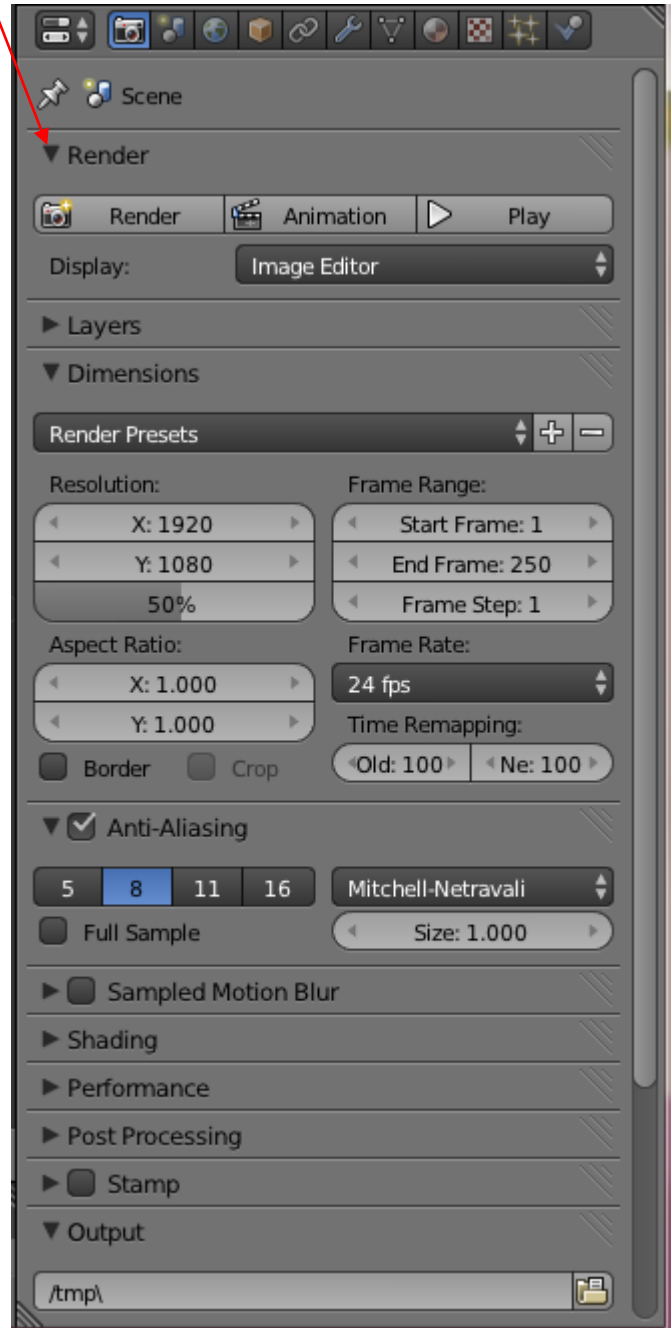 Scene
Render
Render Animation Play
Display: Image Editor
Layers
Dimensions
Render Presets
Resolution: Frame Range:
X: 1920 Start Frame: 1
Y: 1080 End Frame: 250
50% Frame Step: 1
Aspect Ratio: Frame Rate:
X: 1.000 24 fps
Y: 1.000 Time Remapping:
Border Crop Old: 100 Ne: 100
Anti-Aliasing
5 8 11 16 Mitchell-Netravali
Full Sample Size: 1.000
Sampled Motion Blur
Shading
Performance
Post Processing
Stamp
Output
/tmp\